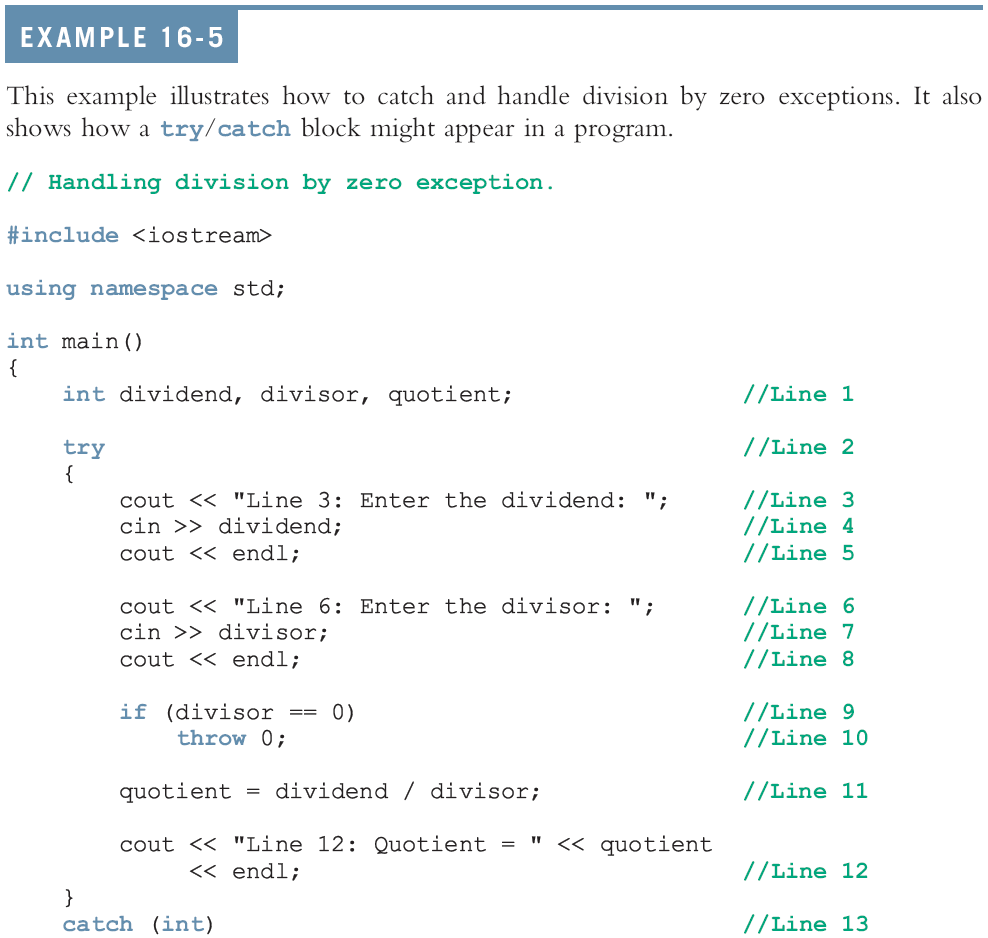 EXAMPLE 16-5
This example illustrates how to catch and handle division by zero exceptions. It also
shows how a try/catch block might appear in a program.
// Handling division by zero exception.
#include <iostream>
using namespace std;
int main()
{
    int dividend, divisor, quotient;                //Line 1
    try                                             //Line 2
    {
        cout << "Line 3: Enter the dividend: ";     //Line 3
        cin >> dividend;                            //Line 4
        cout << endl;                               //Line 5
        cout << "Line 6: Enter the divisor: ";      //Line 6
        cin >> divisor;                             //Line 7
        cout << endl;                               //Line 8
        if (divisor == 0)                           //Line 9
            throw 0;                                //Line 10
        quotient = dividend / divisor;              //Line 11
        cout << "Line 12: Quotient = " << quotient
             << endl;                               //Line 12
    }
    catch (int)                                     //Line 13